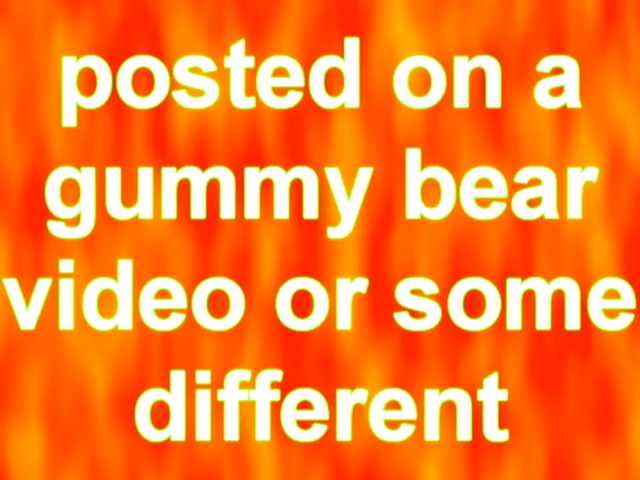 posted on a
gummy bear
video or some
different